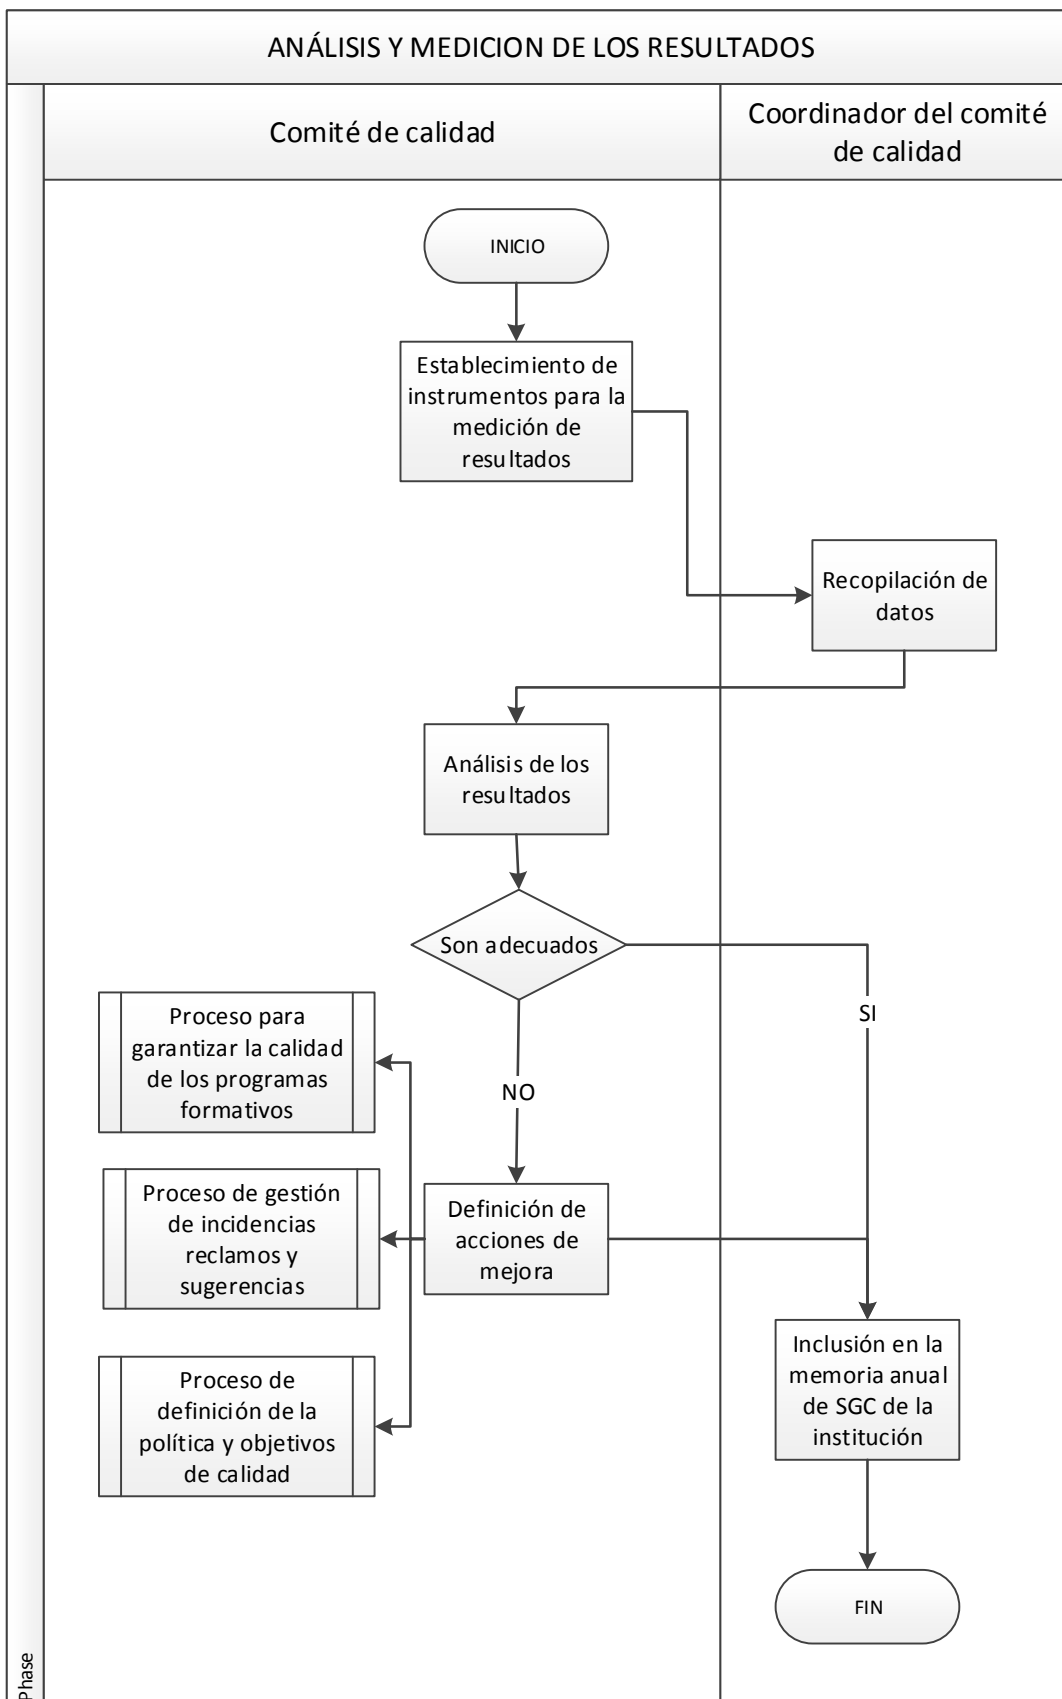 ANÁLISIS Y MEDICION DE LOS RESULTADOS
Comité de calidad
Coordinador del comité
de calidad
INICIO
Establecimiento de
instrumentos para la
medición de
resultados
Recopilación de
datos
Análisis de los
resultados
Son adecuados
SI
NO
Proceso para
garantizar la calidad
de los programas
formativos
Proceso de gestión
de incidencias
reclamos y
sugerencias
Definición de
acciones de
mejora
Proceso de
definición de la
política y objetivos
de calidad
Inclusión en la
memoria anual
de SGC de la
institución
FIN
Phase